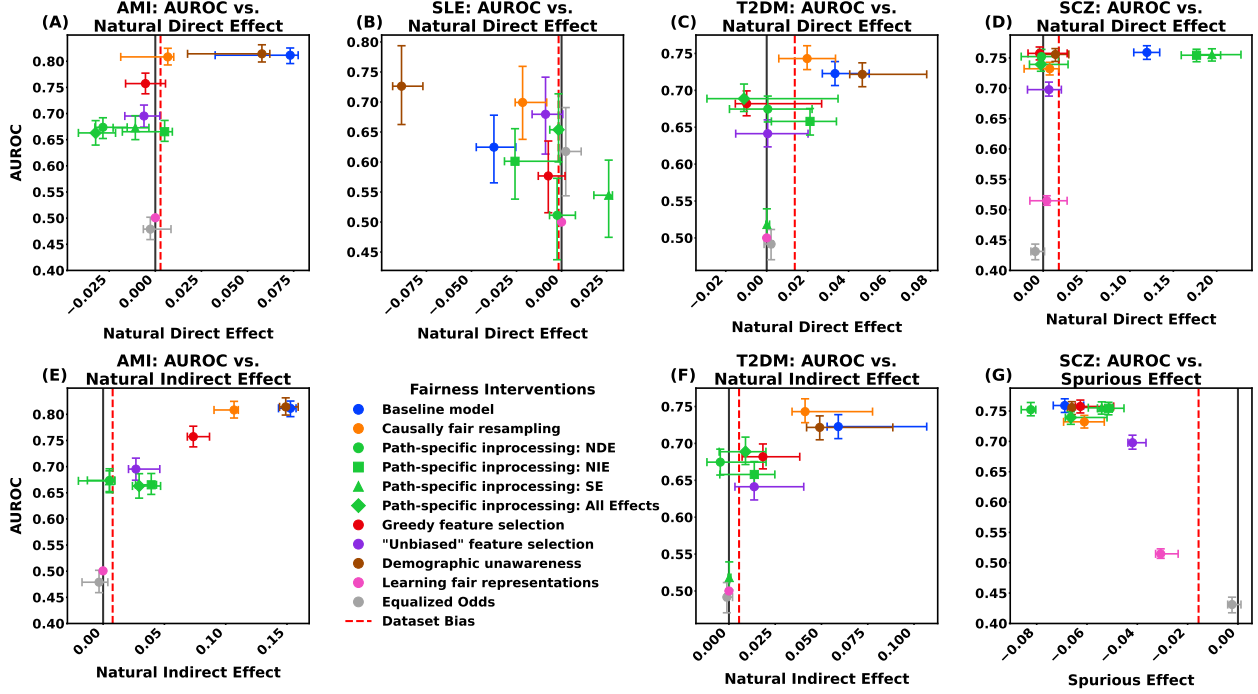 (A)
AMI: AUROC vs.
Natural Direct Effect
AUROC
0.80
0.75
0.70
0.65
0.60
0.55
0.50
0.45
0.40
−0.025
0.000
0.025
0.050
0.075
Natural Direct Effect
(B)
SLE: AUROC vs.
Natural Direct Effect
0.80
0.75
0.70
0.65
0.60
0.55
0.50
0.45
−0.075
−0.050
−0.025
0.000
0.025
Natural Direct Effect
(C)
T2DM: AUROC vs.
Natural Direct Effect
0.75
0.70
0.65
0.60
0.55
0.50
−0.02
0.00
0.02
0.04
0.06
0.08
Natural Direct Effect
(D)
SCZ: AUROC vs.
Natural Direct Effect
0.75
0.70
0.65
0.60
0.55
0.50
0.45
0.40
0.00
0.05
0.10
0.15
0.20
Natural Direct Effect
(E)
AMI: AUROC vs.
Natural Indirect Effect
AUROC
0.80
0.75
0.70
0.65
0.60
0.55
0.50
0.45
0.40
0.00
0.05
0.10
0.15
Natural Indirect Effect
Fairness Interventions
Baseline model
Causally fair resampling
Path-specific inprocessing: NDE
Path-specific inprocessing: NIE
Path-specific inprocessing: SE
Path-specific inprocessing: All Effects
Greedy feature selection
"Unbiased" feature selection
Demographic unawareness
Learning fair representations
Equalized Odds
Dataset Bias
(F)
T2DM: AUROC vs.
Natural Indirect Effect
0.75
0.70
0.65
0.60
0.55
0.50
0.000
0.025
0.050
0.075
0.100
Natural Indirect Effect
(G)
SCZ: AUROC vs.
Spurious Effect
0.75
0.70
0.65
0.60
0.55
0.50
0.45
0.40
−0.08
−0.06
−0.04
−0.02
0.00
Spurious Effect